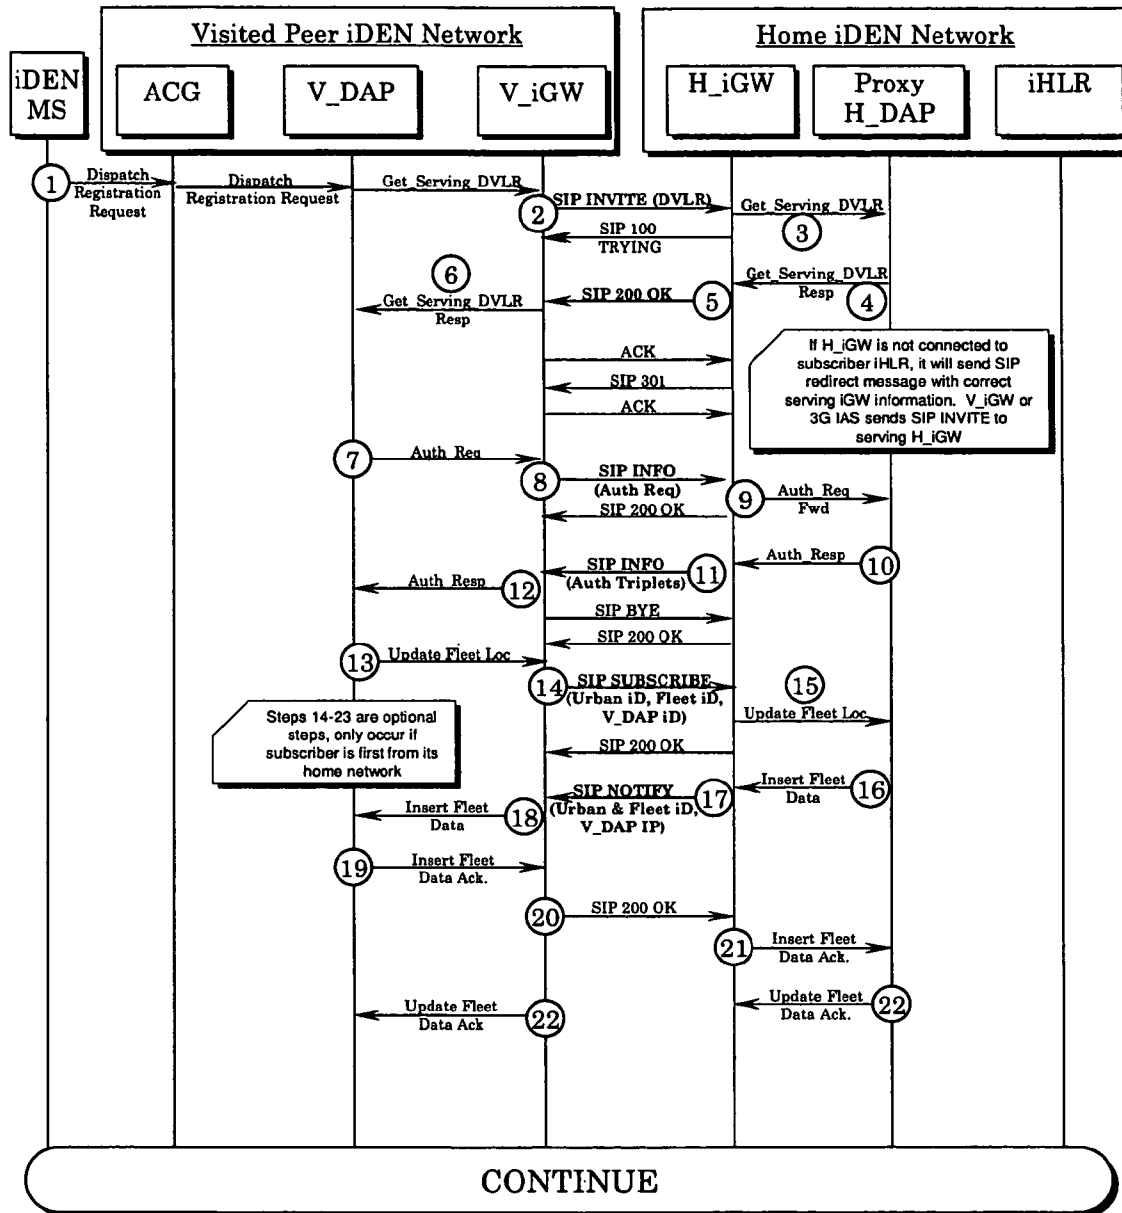 Visited Peer iDEN Network
Home iDEN Network
iDEN
MS
ACG
V_DAP
V_iGW
H_iGW
Proxy
H_DAP
iHLR
1
Dispatch
Registration
Request
Dispatch
Registration Request
Get_Serving_DVLR
2
SIP INVITE (DVLR)
Get_Serving_DVLR
3
SIP 100
TRYING
6
Get_Serving_DVLR
Resp
4
5
SIP 200 OK
Get_Serving_DVLR
Resp
If H_iGW is not connected to
subscriber iHLR, it will send SIP
redirect message with correct
serving iGW information. V_iGW or
3G IAS sends SIP INVITE to
serving H_iGW
ACK
SIP 301
ACK
7
Auth_Req
8
SIP INFO
(Auth Req)
9
Auth_Req
Fwd
SIP 200 OK
Auth_Resp
10
SIP INFO
(Auth Triplets)
11
Auth_Resp
12
SIP BYE
SIP 200 OK
13
Update Fleet Loc
14
SIP SUBSCRIBE
(Urban iD, Fleet iD,
V_DAP iD)
15
Update Fleet Loc
Steps 14-23 are optional
steps, only occur if
subscriber is first from its
home network
SIP 200 OK
Insert Fleet
Data
16
SIP NOTIFY
(Urban & Fleet iD,
V_DAP IP)
17
Insert Fleet
Data
18
19
Insert Fleet
Data Ack.
20
SIP 200 OK
21
Insert Fleet
Data Ack.
Update Fleet
Data Ack.
22
Update Fleet
Data Ack
22
CONTINUE